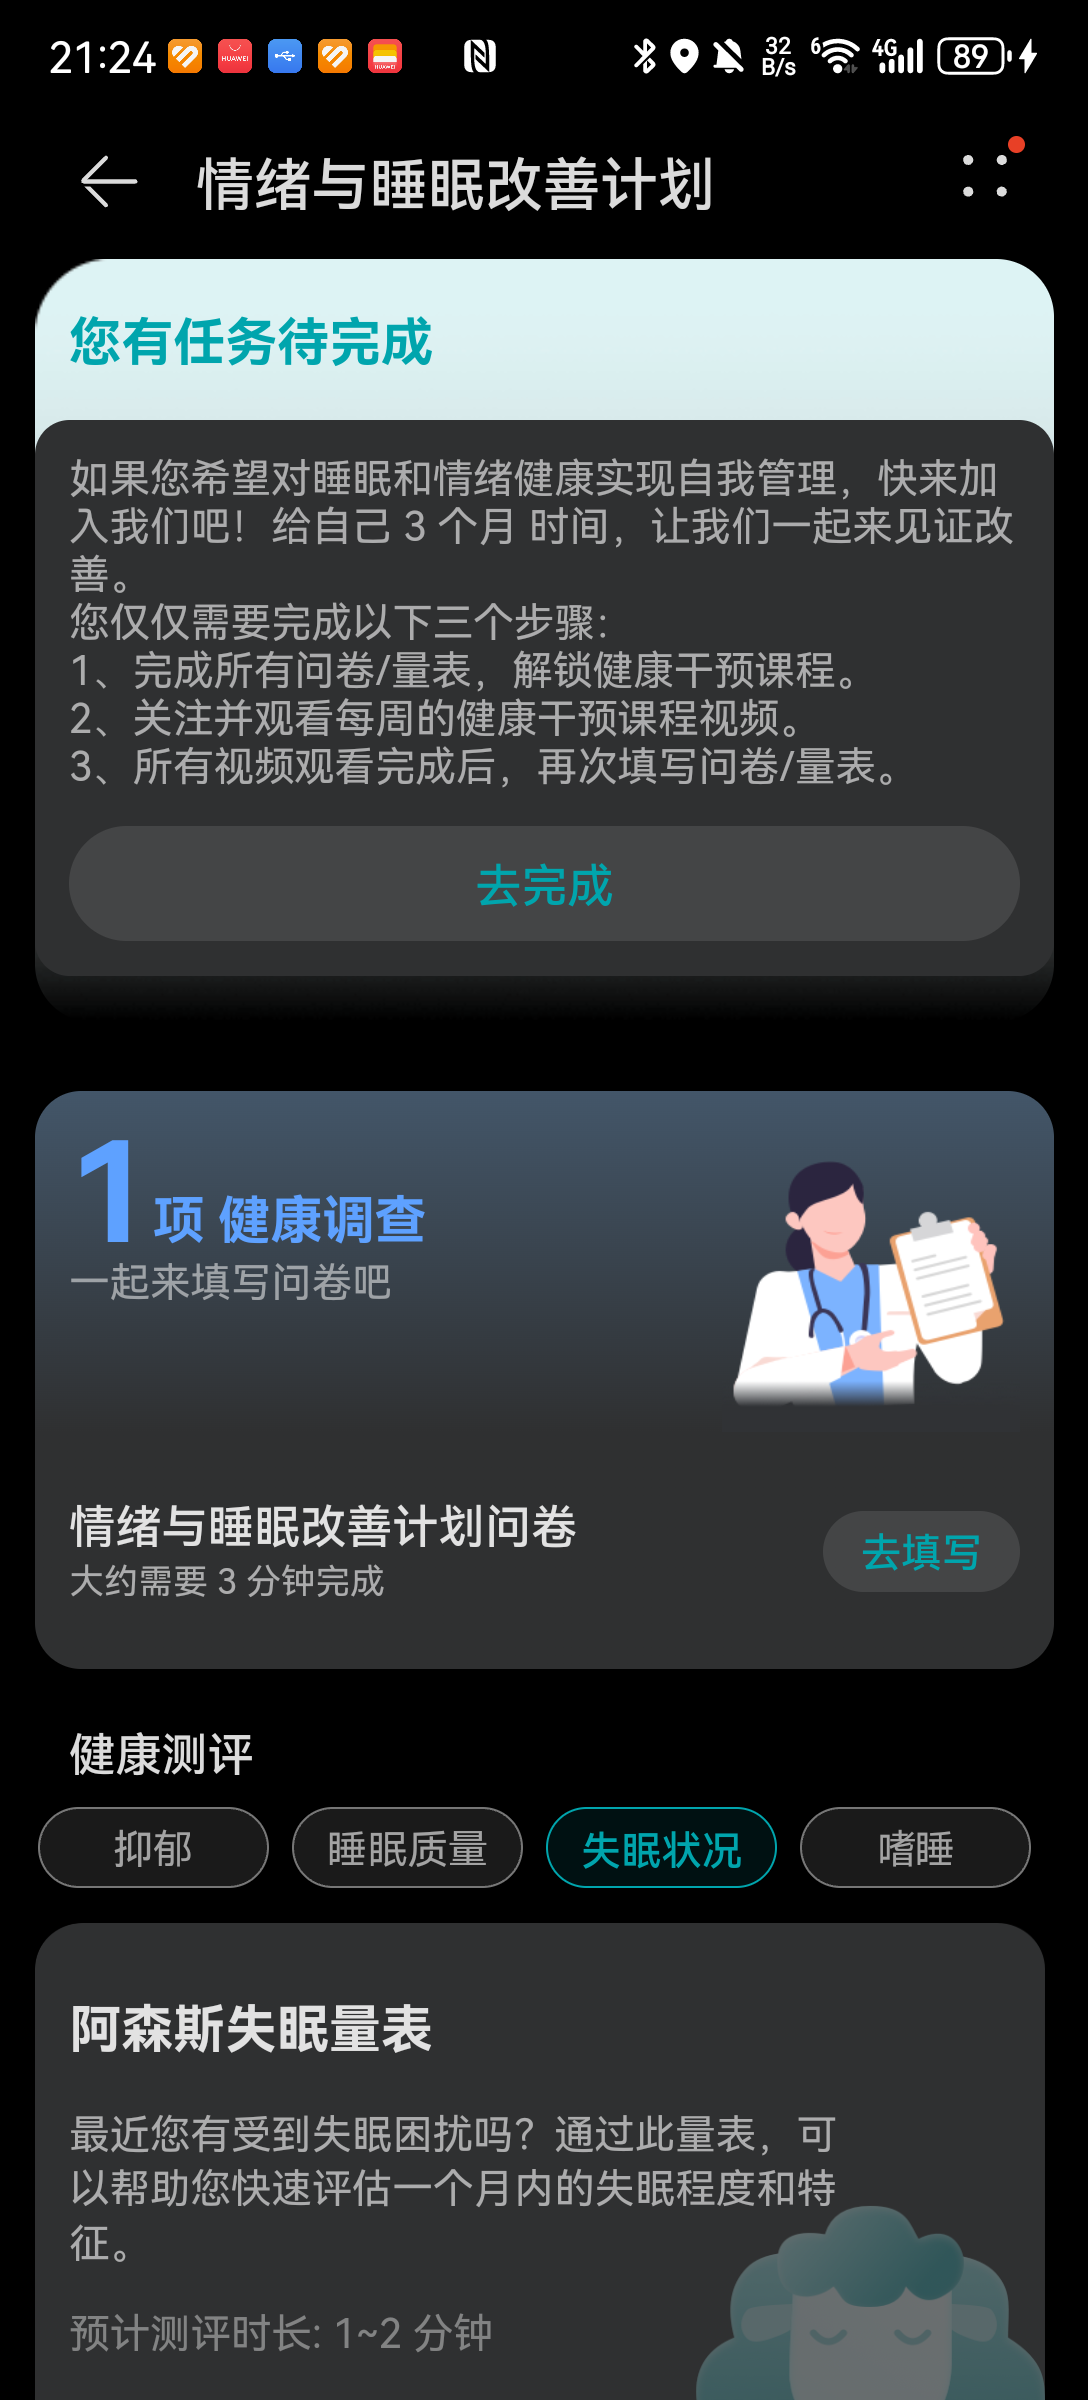 21:24
HUAWEI
HUAWEI
32 B/s
6
4G
89
情绪与睡眠改善计划
您有任务待完成
如果您希望对睡眠和情绪健康实现自我管理，快来加
入我们吧！给自己 3 个月 时间，让我们一起来见证改
善。
您仅仅需要完成以下三个步骤：
1、完成所有问卷/量表，解锁健康干预课程。
2、关注并观看每周的健康干预课程视频。
3、所有视频观看完成后，再次填写问卷/量表。
去完成
1 项 健康调查
一起来填写问卷吧
情绪与睡眠改善计划问卷
大约需要 3 分钟完成
去填写
健康测评
抑郁
睡眠质量
失眠状况
嗜睡
阿森斯失眠量表
最近您有受到失眠困扰吗？通过此量表，可
以帮助您快速评估一个月内的失眠程度和特
征。
预计测评时长: 1~2 分钟